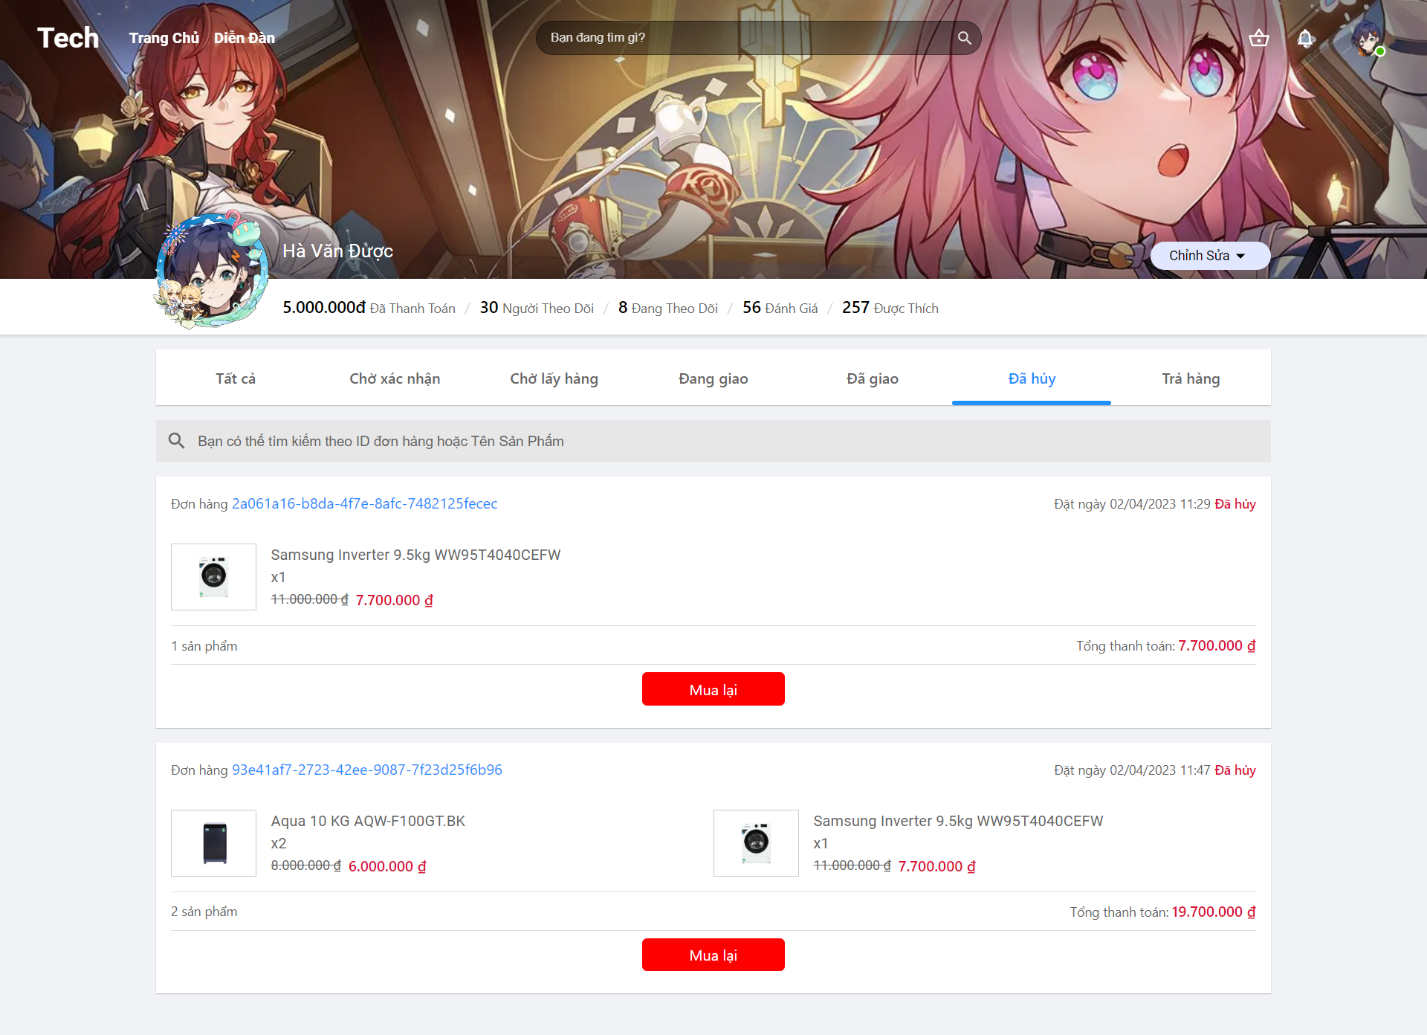 Tech Trang Chủ Diễn Đàn Bạn đang tìm gì?
Hà Văn Được
Chỉnh Sửa
5.000.000đ Đã Thanh Toán / 30 Người Theo Dõi / 8 Đang Theo Dõi / 56 Đánh Giá / 257 Được Thích
Tất cả Chờ xác nhận Chờ lấy hàng Đang giao Đã giao Đã hủy Trả hàng
Bạn có thể tìm kiếm theo ID đơn hàng hoặc Tên Sản Phẩm
Đơn hàng 2a061a16-b8da-4f7e-8afc-7482125fecec Đặt ngày 02/04/2023 11:29 Đã hủy
Samsung Inverter 9.5kg WW95T4040CEFW
x1
11.000.000 ₫ 7.700.000 ₫
1 sản phẩm Tổng thanh toán: 7.700.000 ₫
Mua lại
Đơn hàng 93e41af7-2723-42ee-9087-7f23d25f6b96 Đặt ngày 02/04/2023 11:47 Đã hủy
Aqua 10 KG AQW-F100GT.BK
x2
8.000.000 ₫ 6.000.000 ₫
Samsung Inverter 9.5kg WW95T4040CEFW
x1
11.000.000 ₫ 7.700.000 ₫
2 sản phẩm Tổng thanh toán: 19.700.000 ₫
Mua lại